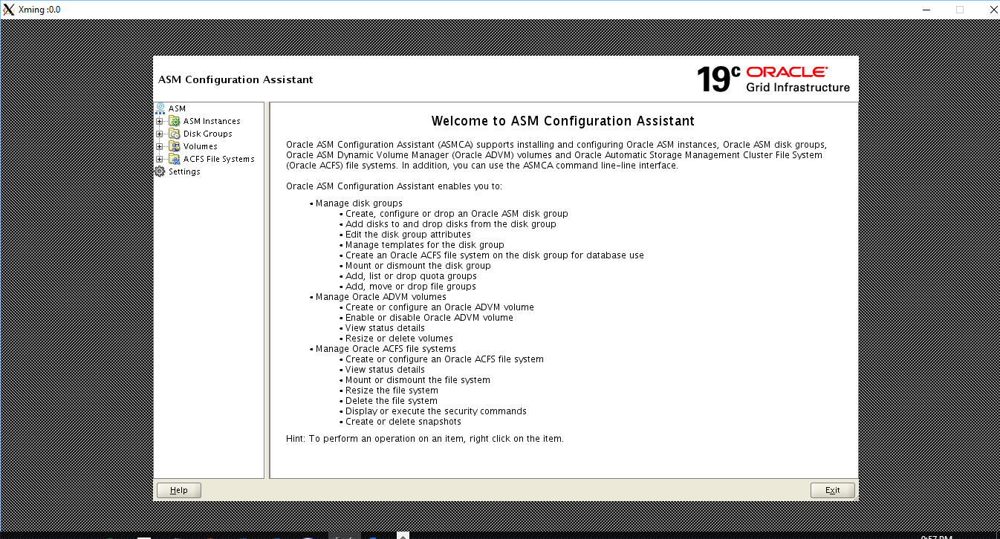 Xming :0.0
ASM Configuration Assistant
19c ORACLE
Grid Infrastructure
ASM
ASM Instances
Disk Groups
Volumes
ACFS File Systems
Settings
Welcome to ASM Configuration Assistant
Oracle ASM Configuration Assistant (ASMCA) supports installing and configuring Oracle ASM instances, Oracle ASM disk groups,
Oracle ASM Dynamic Volume Manager (Oracle ADVM) volumes and Oracle Automatic Storage Management Cluster File System
(Oracle ACFS) file systems. In addition, you can use the ASMCA command line-line interface.
Oracle ASM Configuration Assistant enables you to:
• Manage disk groups
• Create, configure or drop an Oracle ASM disk group
• Add disks to and drop disks from the disk group
• Edit the disk group attributes
• Manage templates for the disk group
• Create an Oracle ACFS file system on the disk group for database use
• Mount or dismount the disk group
• Add, list or drop quota groups
• Add, move or drop file groups
• Manage Oracle ADVM volumes
• Create or configure an Oracle ADVM volume
• Enable or disable Oracle ADVM volume
• View status details
• Resize or delete volumes
• Manage Oracle ACFS file systems
• Create or configure an Oracle ACFS file system
• View status details
• Mount or dismount the file system
• Resize the file system
• Delete the file system
• Display or execute the security commands
• Create or delete snapshots
Hint: To perform an operation on an item, right click on the item.
Help
Exit